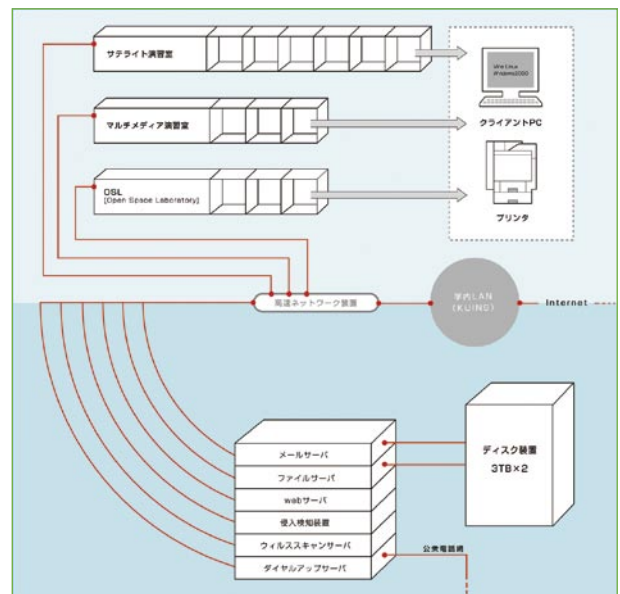 サテライト演習室
Vine Linux
Windows2000
クライアントPC
マルチメディア演習室
OSL
[Open Space Laboratory]
プリンタ
高速ネットワーク装置
学内LAN
(KUINS)
Internet
メールサーバ
ファイルサーバ
webサーバ
侵入検知装置
ウィルススキャンサーバ
ダイヤルアップサーバ
ディスク装置
3TB×2
公衆電話網